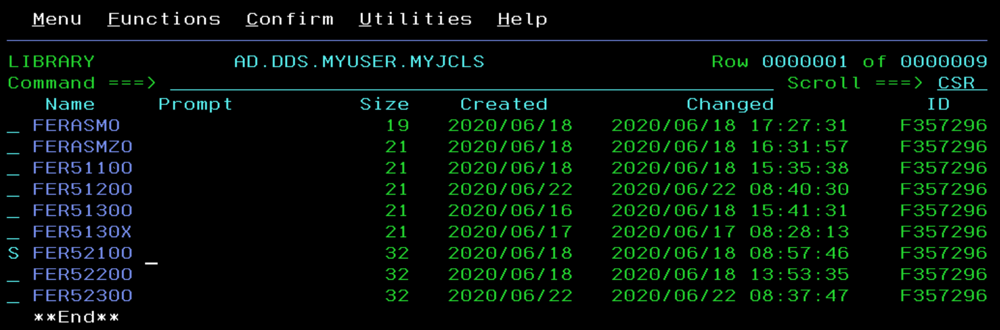 Menu Functions Confirm Utilities Help
LIBRARY AD.DDS.MYUSER.MYJCLS Row 0000001 of 0000009
Command ===> Scroll ===> CSR
Name Prompt Size Created Changed ID
_ FERASMO 19 2020/06/18 2020/06/18 17:27:31 F357296
_ FERASMZO 21 2020/06/18 2020/06/18 16:31:57 F357296
_ FER5110O 21 2020/06/18 2020/06/18 15:35:38 F357296
_ FER5120O 21 2020/06/22 2020/06/22 08:40:30 F357296
_ FER5130O 21 2020/06/16 2020/06/18 15:41:31 F357296
_ FER5130X 21 2020/06/17 2020/06/17 08:28:13 F357296
S FER5210O _ 32 2020/06/18 2020/06/18 08:57:46 F357296
_ FER5220O 32 2020/06/18 2020/06/18 13:53:35 F357296
_ FER5230O 32 2020/06/22 2020/06/22 08:37:47 F357296
**End**